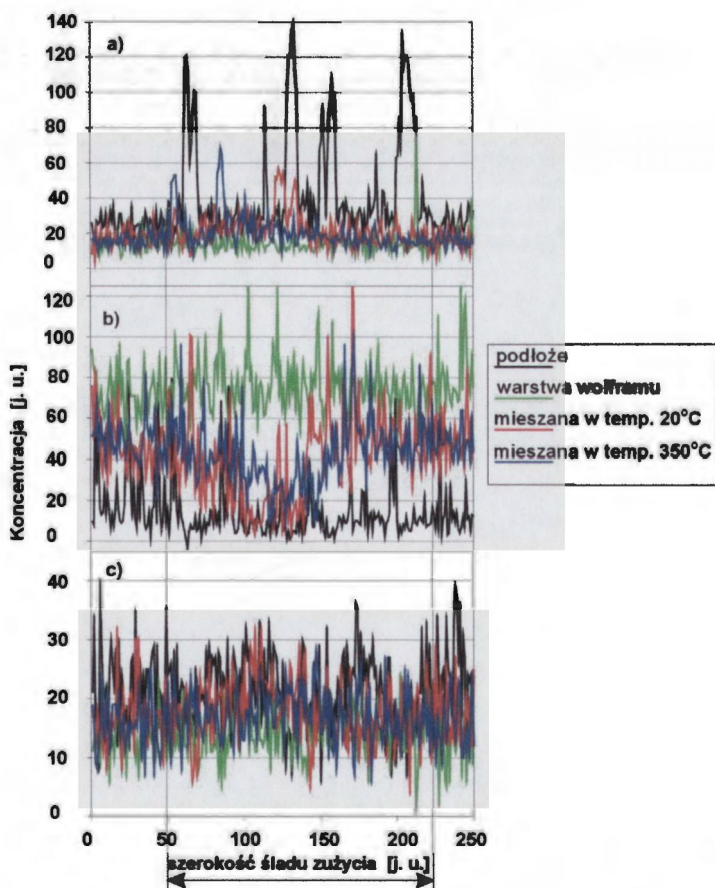 140
a)
120
100
80
60
40
20
0
120
b)
100
80
60
40
20
0
Koncentracja [j. u.]
podłoże
warstwa wolframu
mieszana w temp. 20°C
mieszana w temp. 350°C
40
c)
30
20
10
0
0 50 100 150 200 250
szerokość śladu zużycia [j. u.]